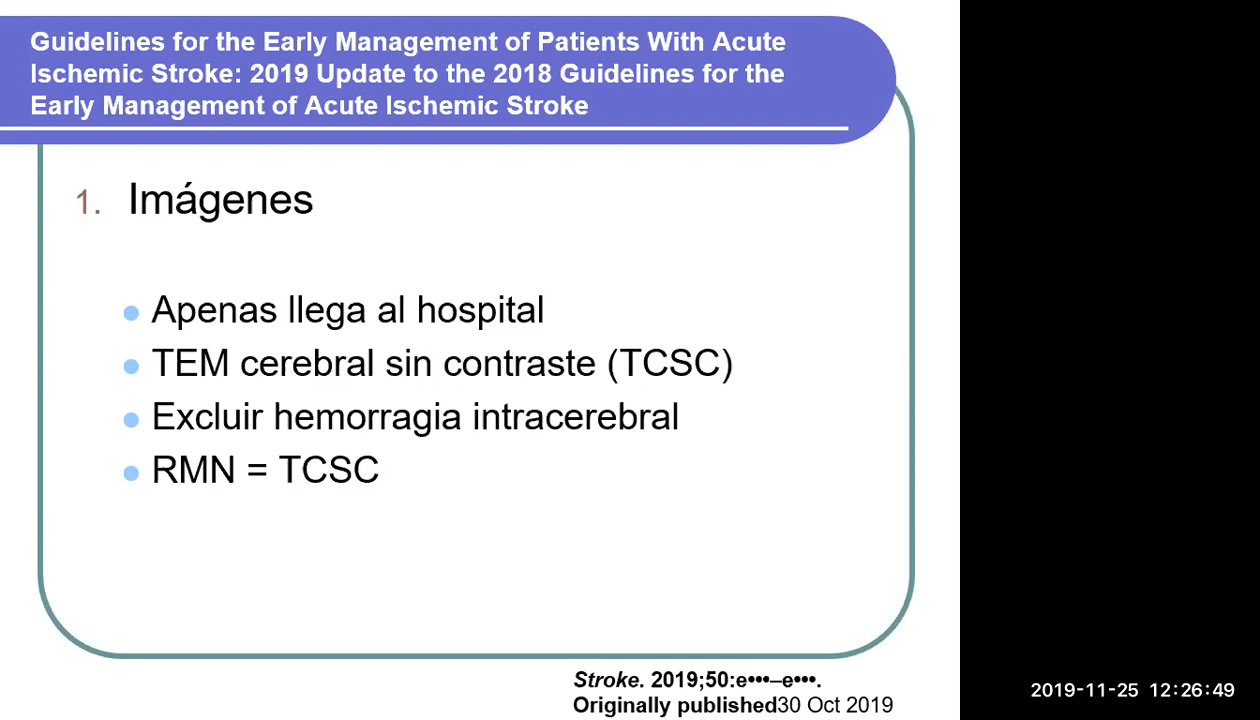 Guidelines for the Early Management of Patients With Acute
Ischemic Stroke: 2019 Update to the 2018 Guidelines for the
Early Management of Acute Ischemic Stroke
1. Imágenes
Apenas llega al hospital
TEM cerebral sin contraste (TCSC)
Excluir hemorragia intracerebral
RMN = TCSC
Stroke. 2019;50:e•••–e•••.
Originally published30 Oct 2019
2019-11-25 12:26:49